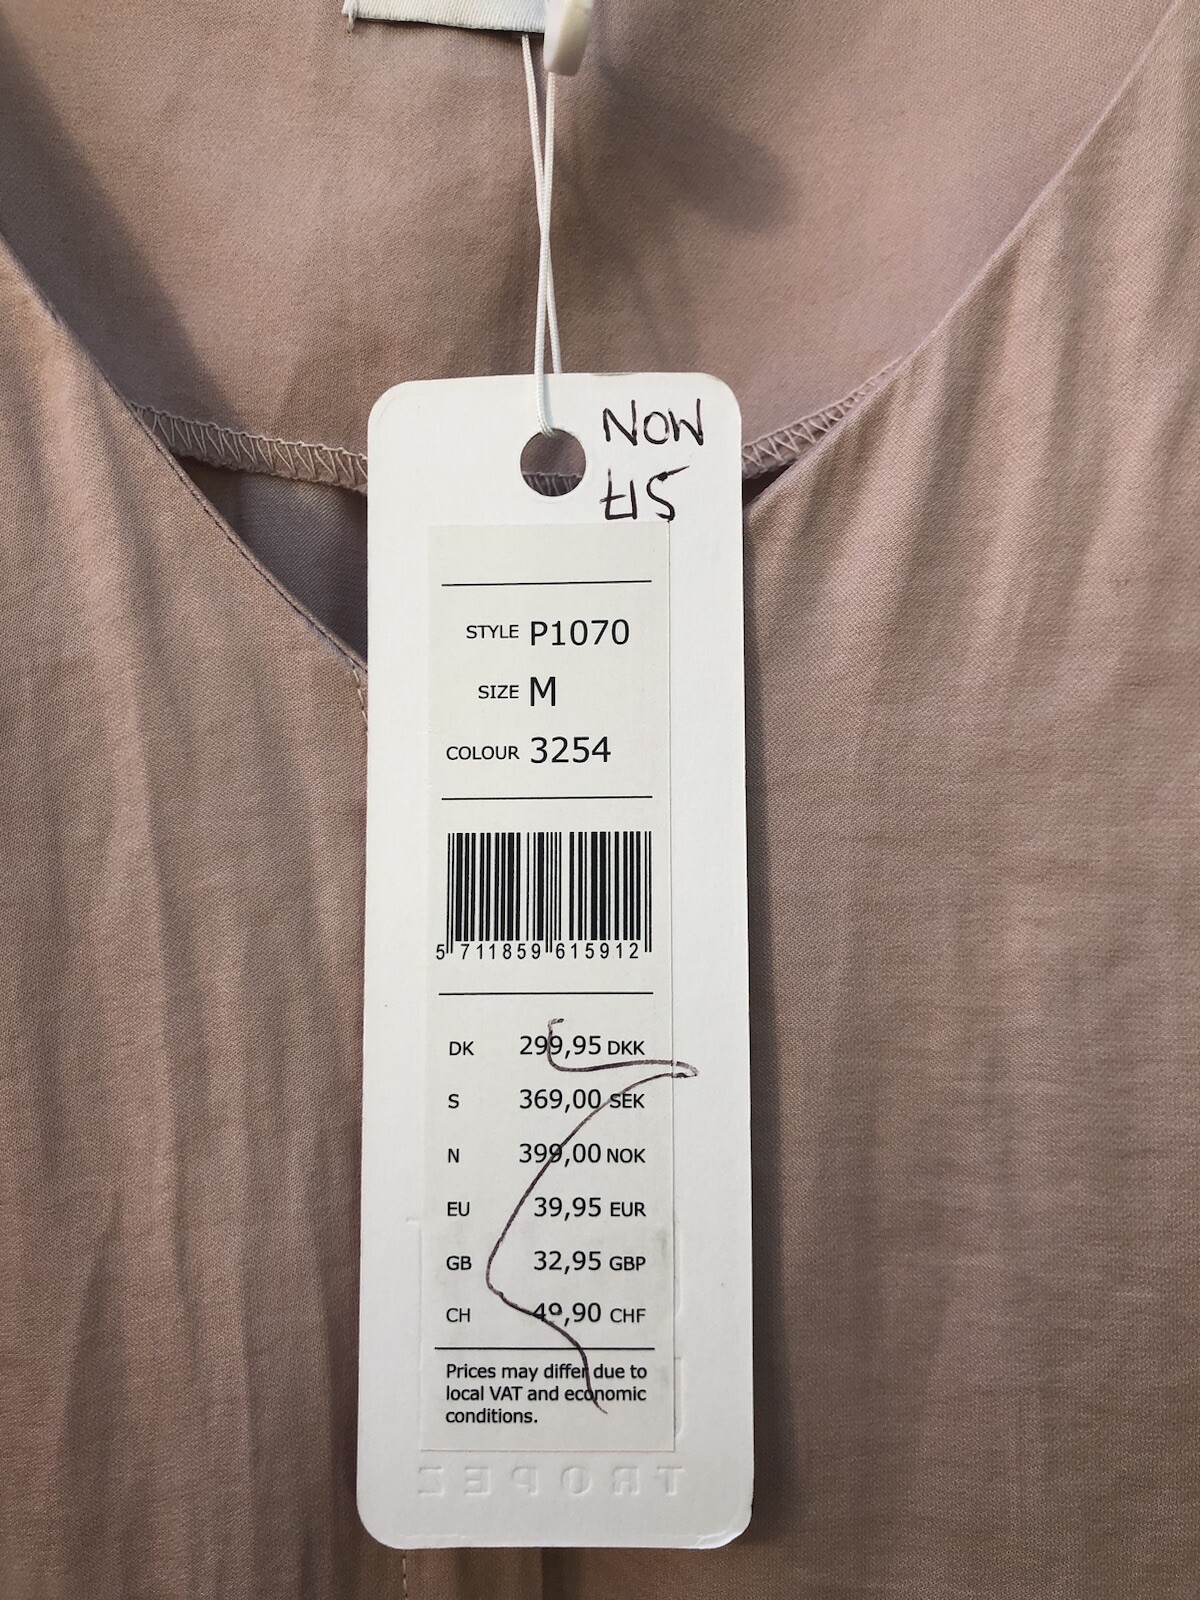 NOW
£15
STYLE P1070
SIZE M
COLOUR 3254
5 711859 615912
DK 299,95 DKK
S 369,00 SEK
N 399,00 NOK
EU 39,95 EUR
GB 32,95 GBP
CH 49,90 CHF
Prices may differ due to
local VAT and economic
conditions.
TROPEZ